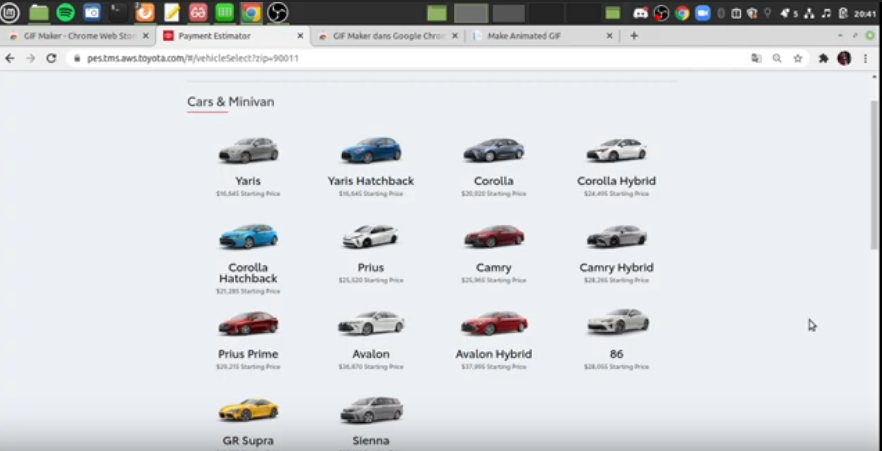 20:41
GIF Maker - Chrome Web Stor
Payment Estimator
GIF Maker dans Google Chro
Make Animated GIF
pes.tms.aws.toyota.com/#/vehicleSelect?zip=90011
Cars & Minivan
Yaris
$16,645 Starting Price
Yaris Hatchback
$16,645 Starting Price
Corolla
$20,920 Starting Price
Corolla Hybrid
$24,495 Starting Price
Corolla
Hatchback
$21,285 Starting Price
Prius
$25,520 Starting Price
Camry
$25,965 Starting Price
Camry Hybrid
$28,265 Starting Price
Prius Prime
$29,215 Starting Price
Avalon
$36,870 Starting Price
Avalon Hybrid
$37,995 Starting Price
86
$28,055 Starting Price
GR Supra
Sienna